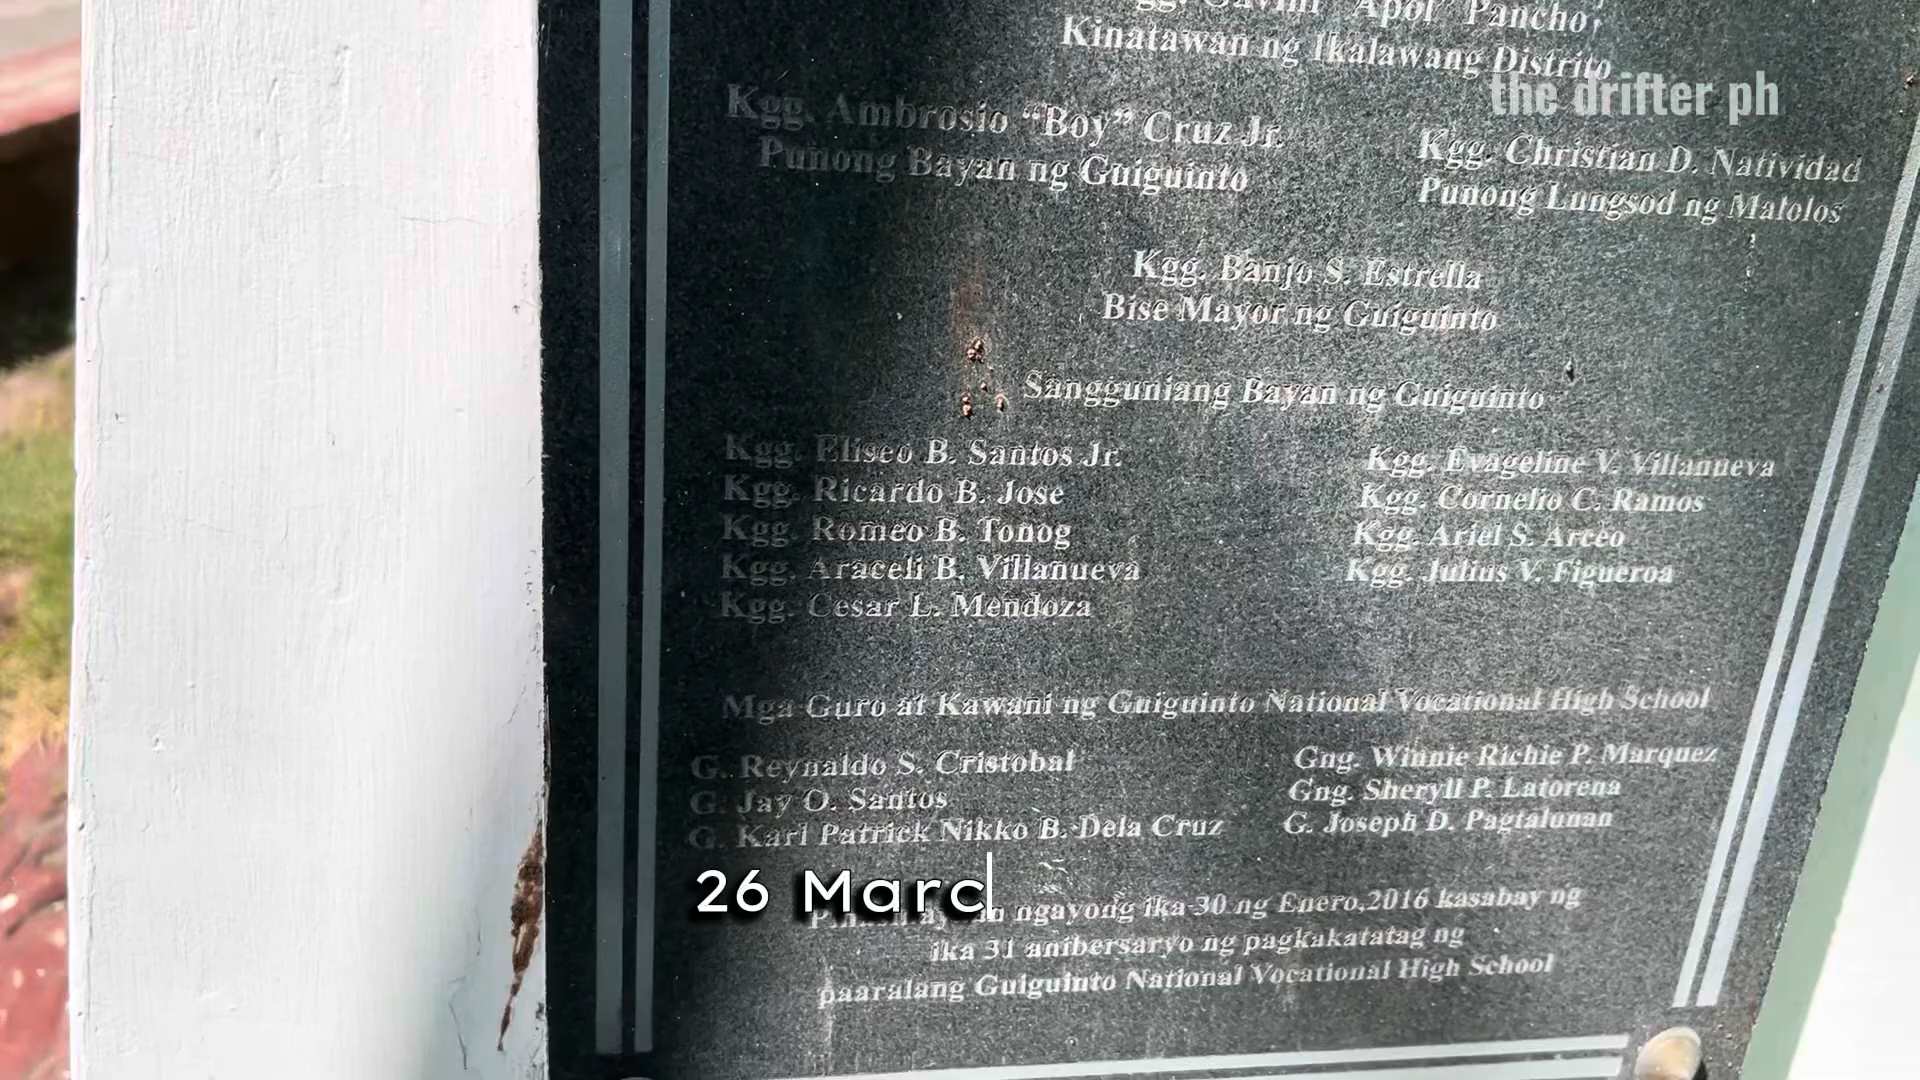 "Apol" Pancho
Kinatawan ng Ikalawang Distrito
the drifter ph
Kgg. Ambrosio "Boy" Cruz Jr.
Punong Bayan ng Guiguinto
Kgg. Christian D. Natividad
Punong Lungsod ng Malolos
Kgg. Banjo S. Estrella
Bise Mayor ng Guiguinto
Sangguniang Bayan ng Guiguinto
Kgg. Eliseo B. Santos Jr.
Kgg. Ricardo B. Jose
Kgg. Romeo B. Tonog
Kgg. Araceli B. Villanueva
Kgg. Cesar L. Mendoza
Kgg. Evageline V. Villanueva
Kgg. Cornelio C. Ramos
Kgg. Ariel S. Arceo
Kgg. Julius V. Figueroa
Mga Guro at Kawani ng Guiguinto National Vocational High School
G. Reynaldo S. Cristobal
G. Jay O. Santos
G. Karl Patrick Nikko B. Dela Cruz
Gng. Winnie Richie P. Marquez
Gng. Sheryll P. Latorena
G. Joseph D. Pagtalunan
26 Marc
ngayong ika-30 ng Enero,2016 kasabay ng
ika 31 anibersaryo ng pagkakatatag ng
paaralang Guiguinto National Vocational High School